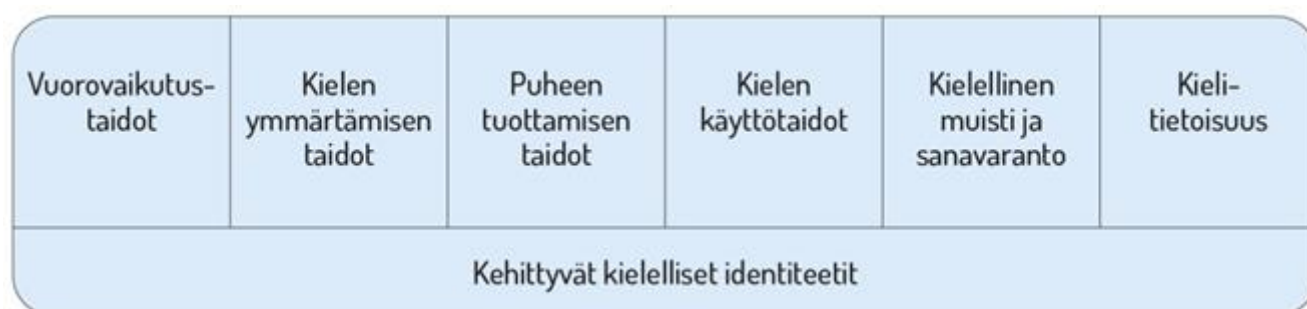 Vuorovaikutus-
taidot
Kielen
ymmärtämisen
taidot
Puheen
tuottamisen
taidot
Kielen
käyttötaidot
Kielellinen
muisti ja
sanavaranto
Kieli-
tietoisuus
Kehittyvät kielelliset identiteetit